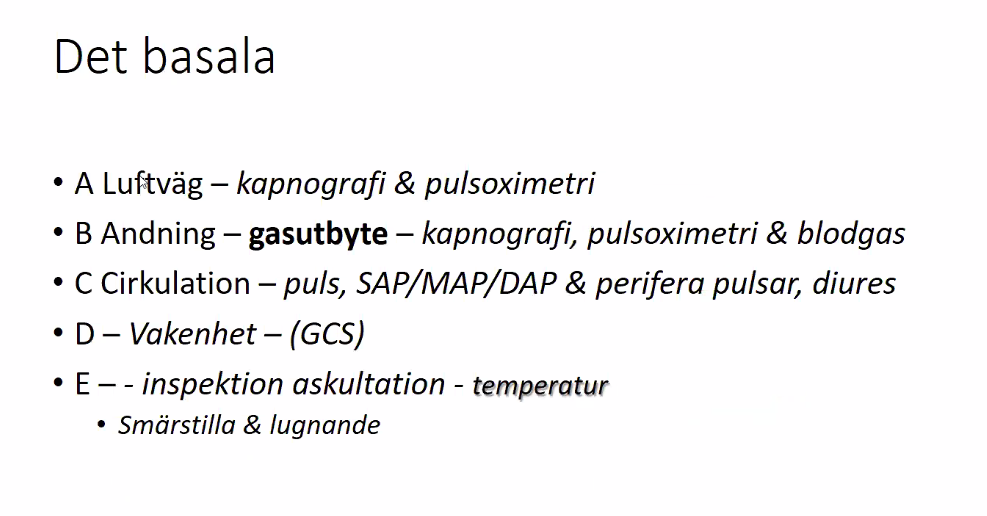 Det basala
• A Luftväg – kapnografi & pulsoximetri
• B Andning – gasutbyte – kapnografi, pulsoximetri & blodgas
• C Cirkulation – puls, SAP/MAP/DAP & perifera pulsar, diures
• D – Vakenhet – (GCS)
• E – - inspektion askultation - temperatur
• Smärstilla & lugnande